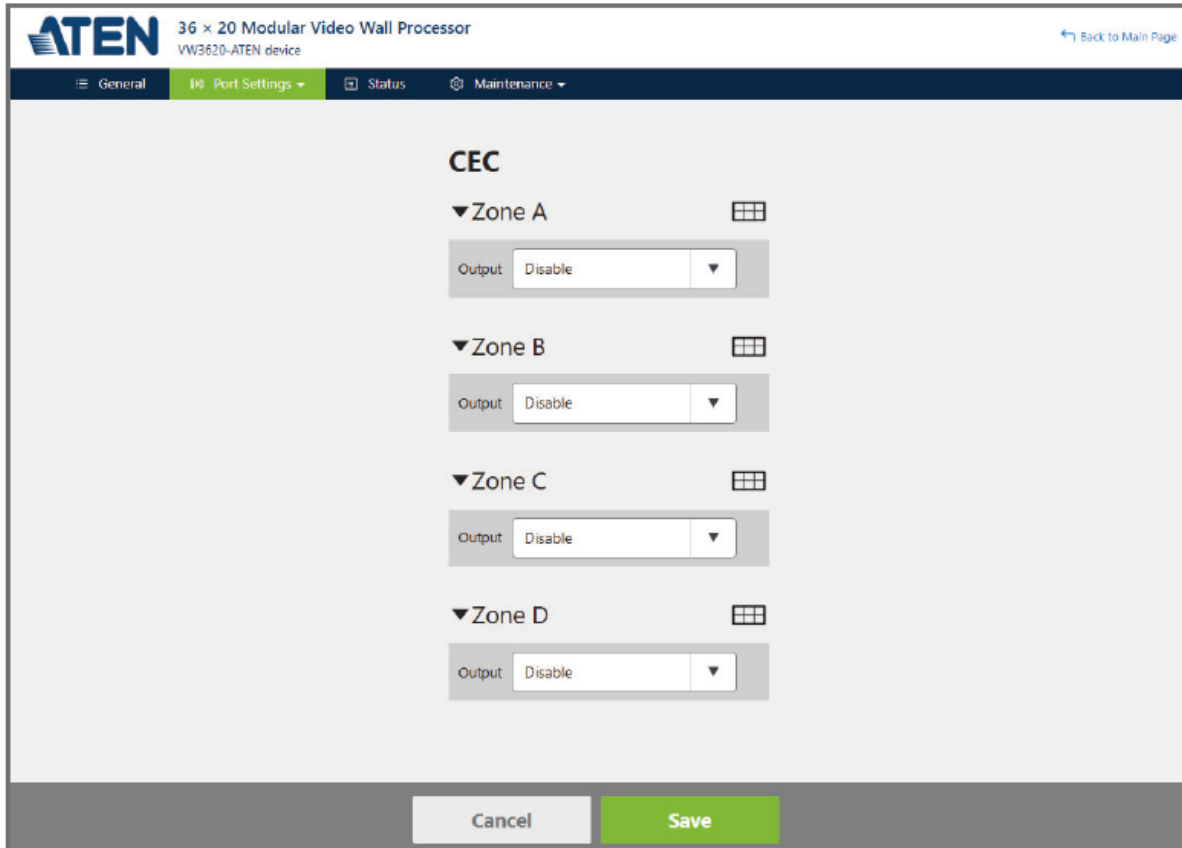 ATEN
36 × 20 Modular Video Wall Processor
VW3620-ATEN device
Back to Main Page
General
Port Settings
Status
Maintenance
CEC
Zone A
Output Disable
Zone B
Output Disable
Zone C
Output Disable
Zone D
Output Disable
Cancel
Save